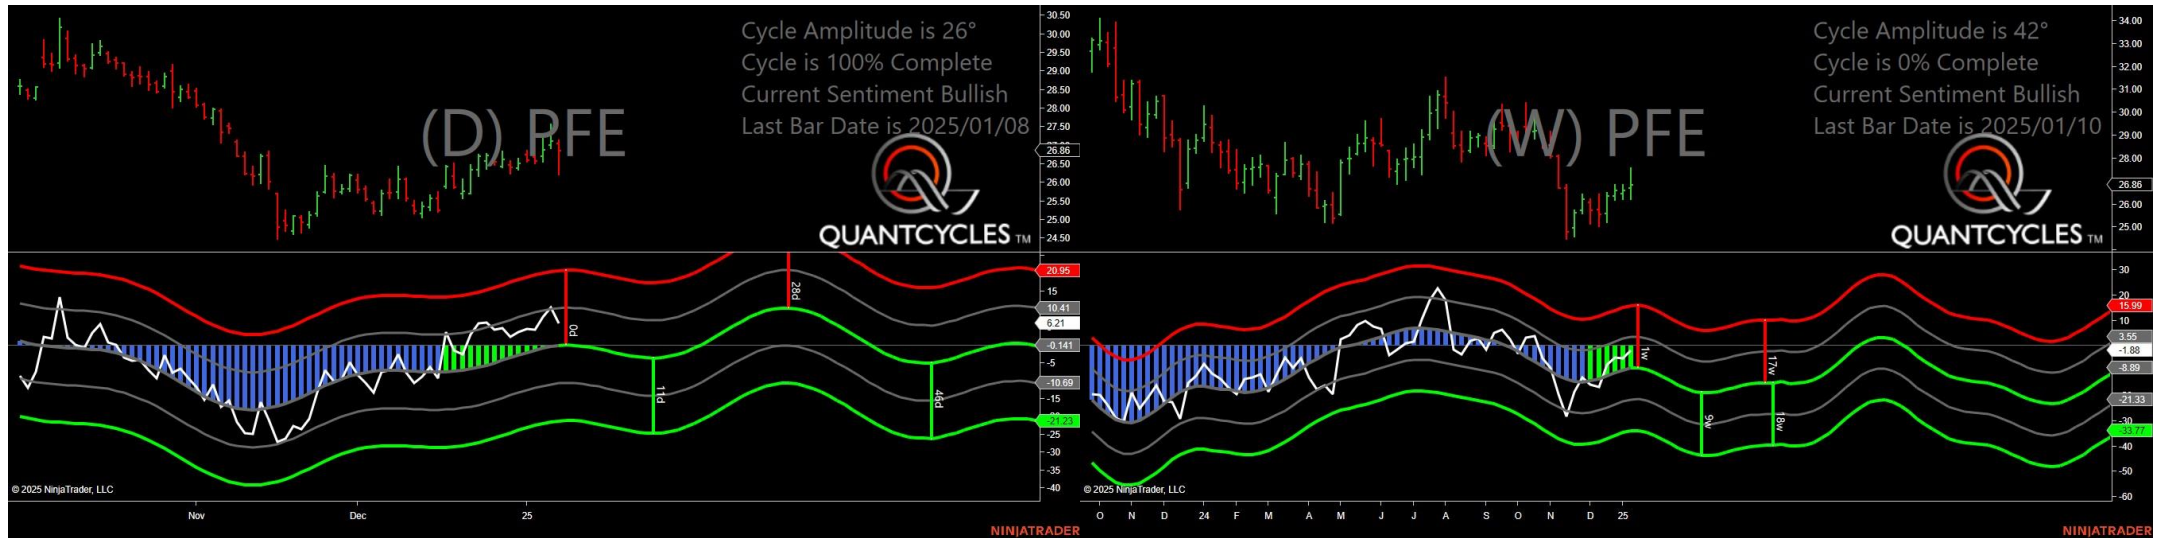 Cycle Amplitude is 26°
Cycle is 100% Complete
Current Sentiment Bullish
Last Bar Date is 2025/01/08
(D) PFE
QUANTCYCLES TM
30.50
30.00
29.50
29.00
28.50
28.00
27.50
26.86
26.50
26.00
25.50
25.00
24.50
20.95
15
10.41
6.21
-0.141
-5
-10.69
-15
-21.23
-25
-30
-35
-40
0d
11d
28d
46d
© 2025 NinjaTrader, LLC
Nov
Dec
25
NINJATRADER
Cycle Amplitude is 42°
Cycle is 0% Complete
Current Sentiment Bullish
Last Bar Date is 2025/01/10
(W) PFE
QUANTCYCLES TM
34.00
33.00
32.00
31.00
30.00
29.00
28.00
26.86
26.00
25.00
30
20
15.99
10
3.55
-1.88
-8.89
-21.33
-30
-33.77
-40
-50
-60
1w
9w
17w
18w
© 2025 NinjaTrader, LLC
O
N
D
24
F
M
A
M
J
J
A
S
O
N
D
25
NINJATRADER